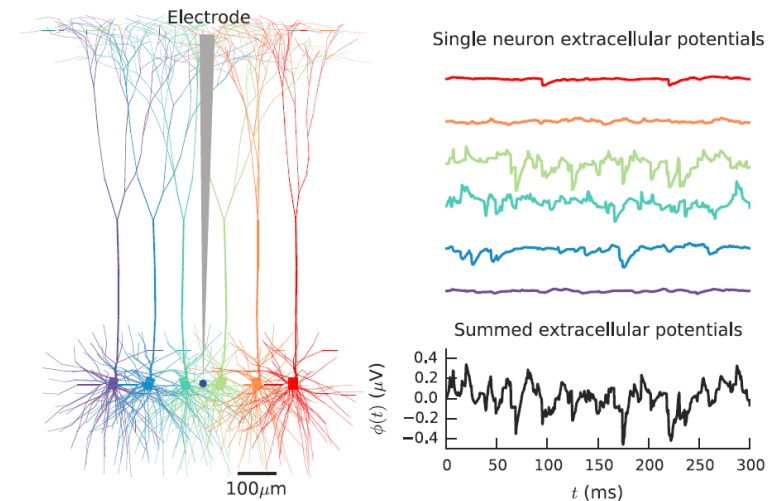 Electrode
100μm
Single neuron extracellular potentials
Summed extracellular potentials
ϕ(t) (μV)
0.4
0.2
0.0
−0.2
−0.4
0 50 100 150 200 250 300
t (ms)